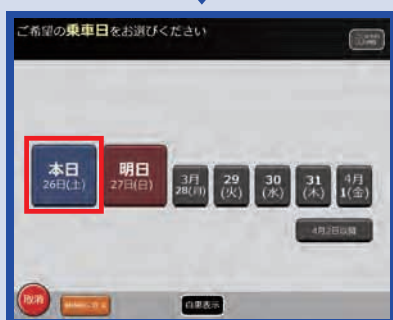 ご希望の乗車日をお選びください
本日
26日(土)
明日
27日(日)
3月
28(月)
29
(火)
30
(水)
31
(木)
4月
1(金)
4月2日以降
取消
白黒表示